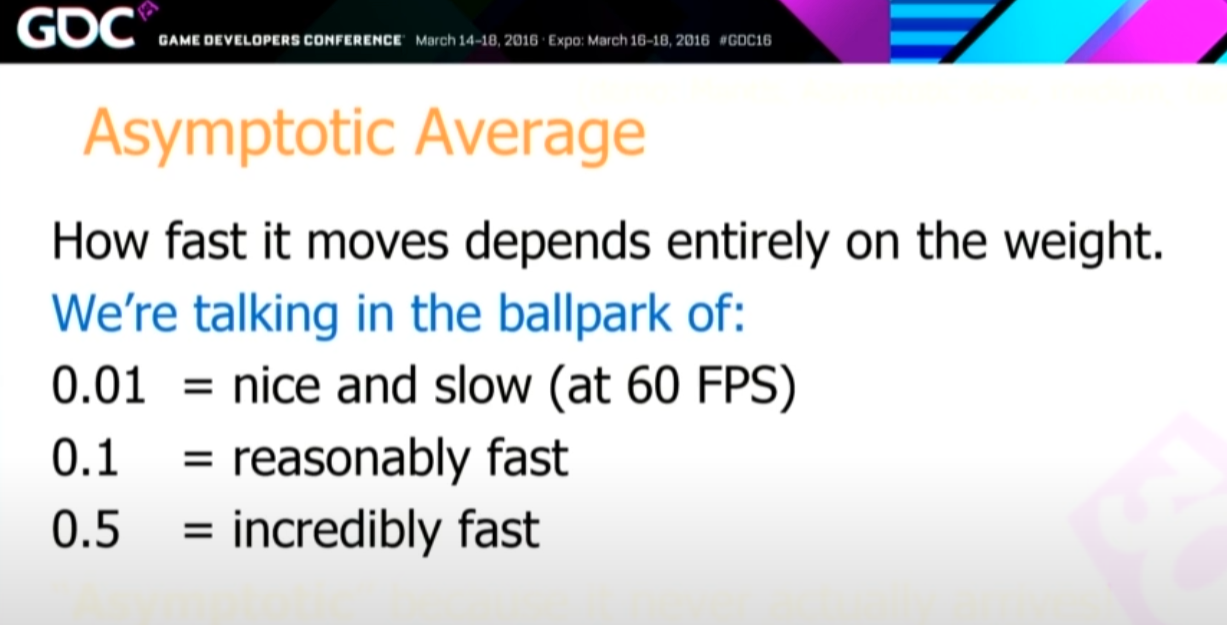 GDC
GAME DEVELOPERS CONFERENCE March 14–18, 2016 · Expo: March 16–18, 2016 #GDC16
Asymptotic Average
How fast it moves depends entirely on the weight.
We're talking in the ballpark of:
0.01 = nice and slow (at 60 FPS)
0.1 = reasonably fast
0.5 = incredibly fast
"Asymptotic" because it never actually arrives!